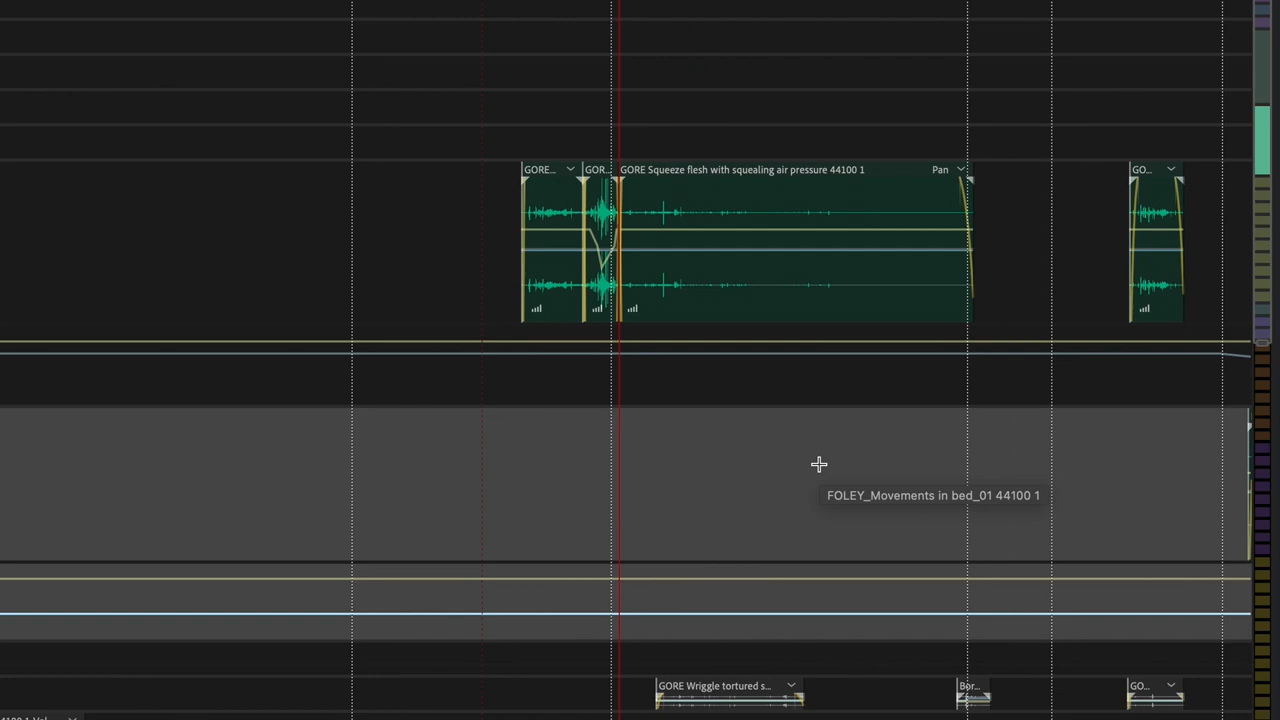 GORE...
GOR...
GORE Squeeze flesh with squealing air pressure 44100 1
Pan
GO...
FOLEY_Movements in bed_01 44100 1
GORE Wriggle tortured s...
Bor...
GO...